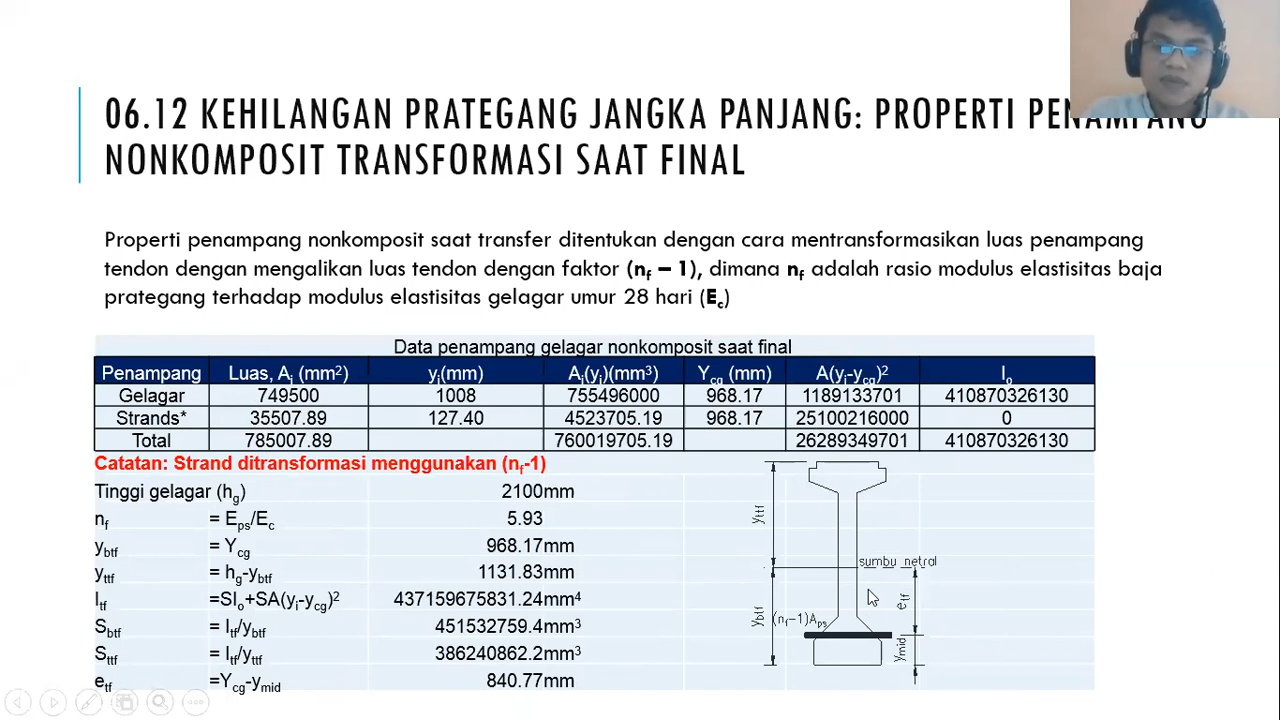 06.12 KEHILANGAN PRATEGANG JANGKA PANJANG: PROPERTI PENAMPANG
NONKOMPOSIT TRANSFORMASI SAAT FINAL
Properti penampang nonkomposit saat transfer ditentukan dengan cara mentransformasikan luas penampang
tendon dengan mengalikan luas tendon dengan faktor (nf – 1), dimana nf adalah rasio modulus elastisitas baja
prategang terhadap modulus elastisitas gelagar umur 28 hari (Ec)
Data penampang gelagar nonkomposit saat final
Penampang Luas, Ai (mm²) yi(mm) Ai(yi)(mm³) Ycg (mm) A(yi-ycg)² Io
Gelagar 749500 1008 755496000 968.17 1189133701 410870326130
Strands* 35507.89 127.40 4523705.19 968.17 25100216000 0
Total 785007.89 760019705.19 26289349701 410870326130
Catatan: Strand ditransformasi menggunakan (nf-1)
Tinggi gelagar (hg) 2100mm
nf = Eps/Ec 5.93
ybtf = Ycg 968.17mm
yttf = hg-ybtf 1131.83mm
Itf =SIo+SA(yi-ycg)² 437159675831.24mm⁴
Sbtf = Itf/ybtf 451532759.4mm³
Sttf = Itf/yttf 386240862.2mm³
etf =Ycg-ymid 840.77mm
yttf
sumbu netral
etf
ybtf
(nf-1)Aps
ymid